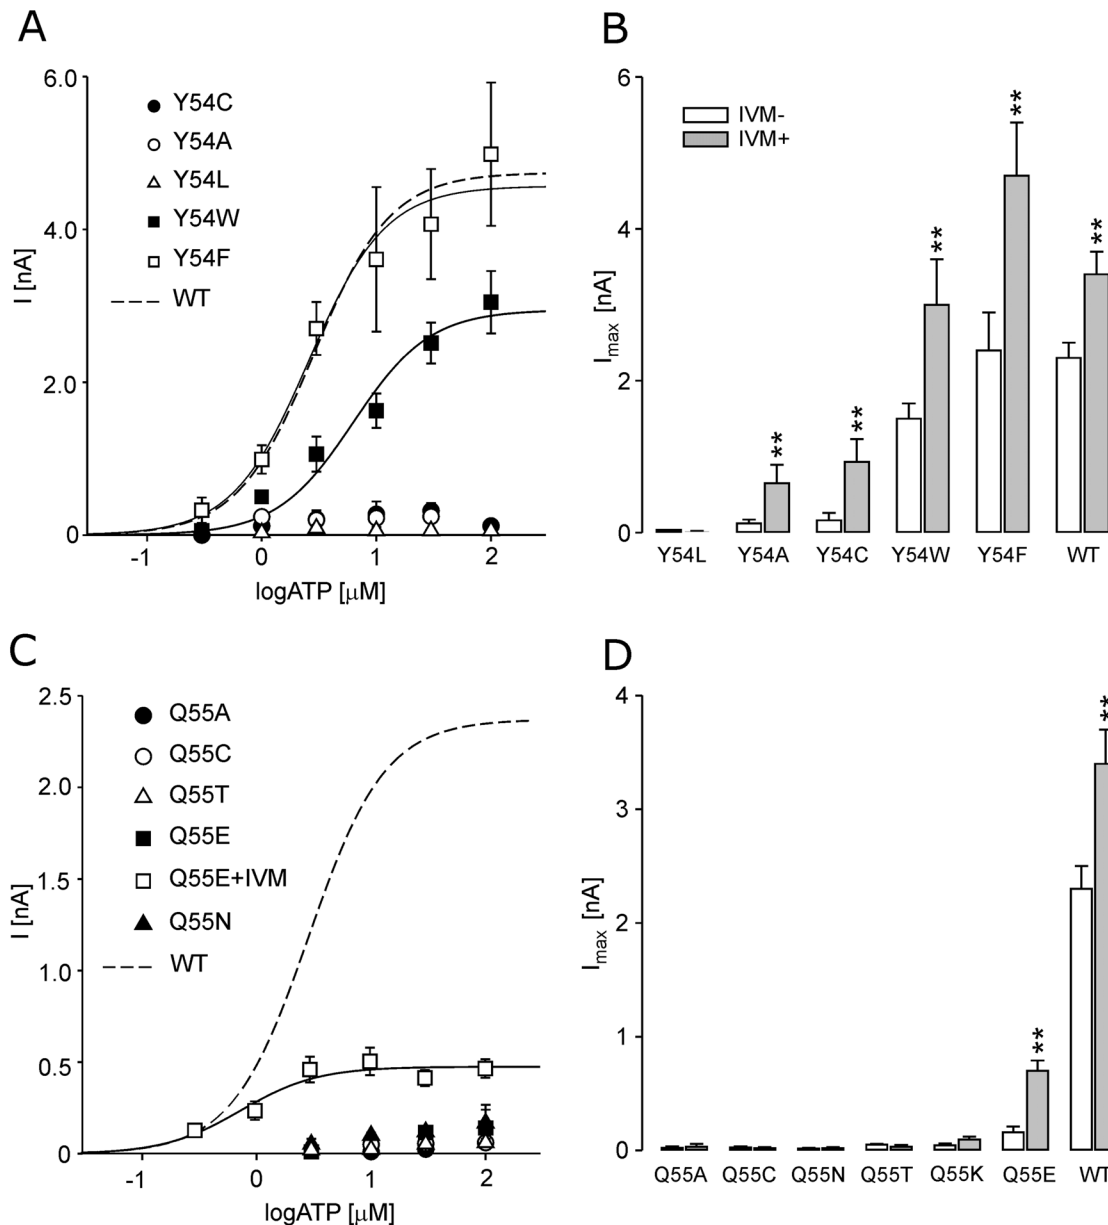 A
6.0
4.0
2.0
0
I [nA]
Y54C
Y54A
Y54L
Y54W
Y54F
WT
-1 0 1 2
logATP [μM]
B
6
4
2
0
I_max [nA]
IVM-
IVM+
**
**
**
**
**
Y54L Y54A Y54C Y54W Y54F WT
C
2.5
2.0
1.5
1.0
0.5
0
I [nA]
Q55A
Q55C
Q55T
Q55E
Q55E+IVM
Q55N
WT
-1 0 1 2
logATP [μM]
D
4
3
2
1
0
I_max [nA]
**
**
Q55A Q55C Q55N Q55T Q55K Q55E WT